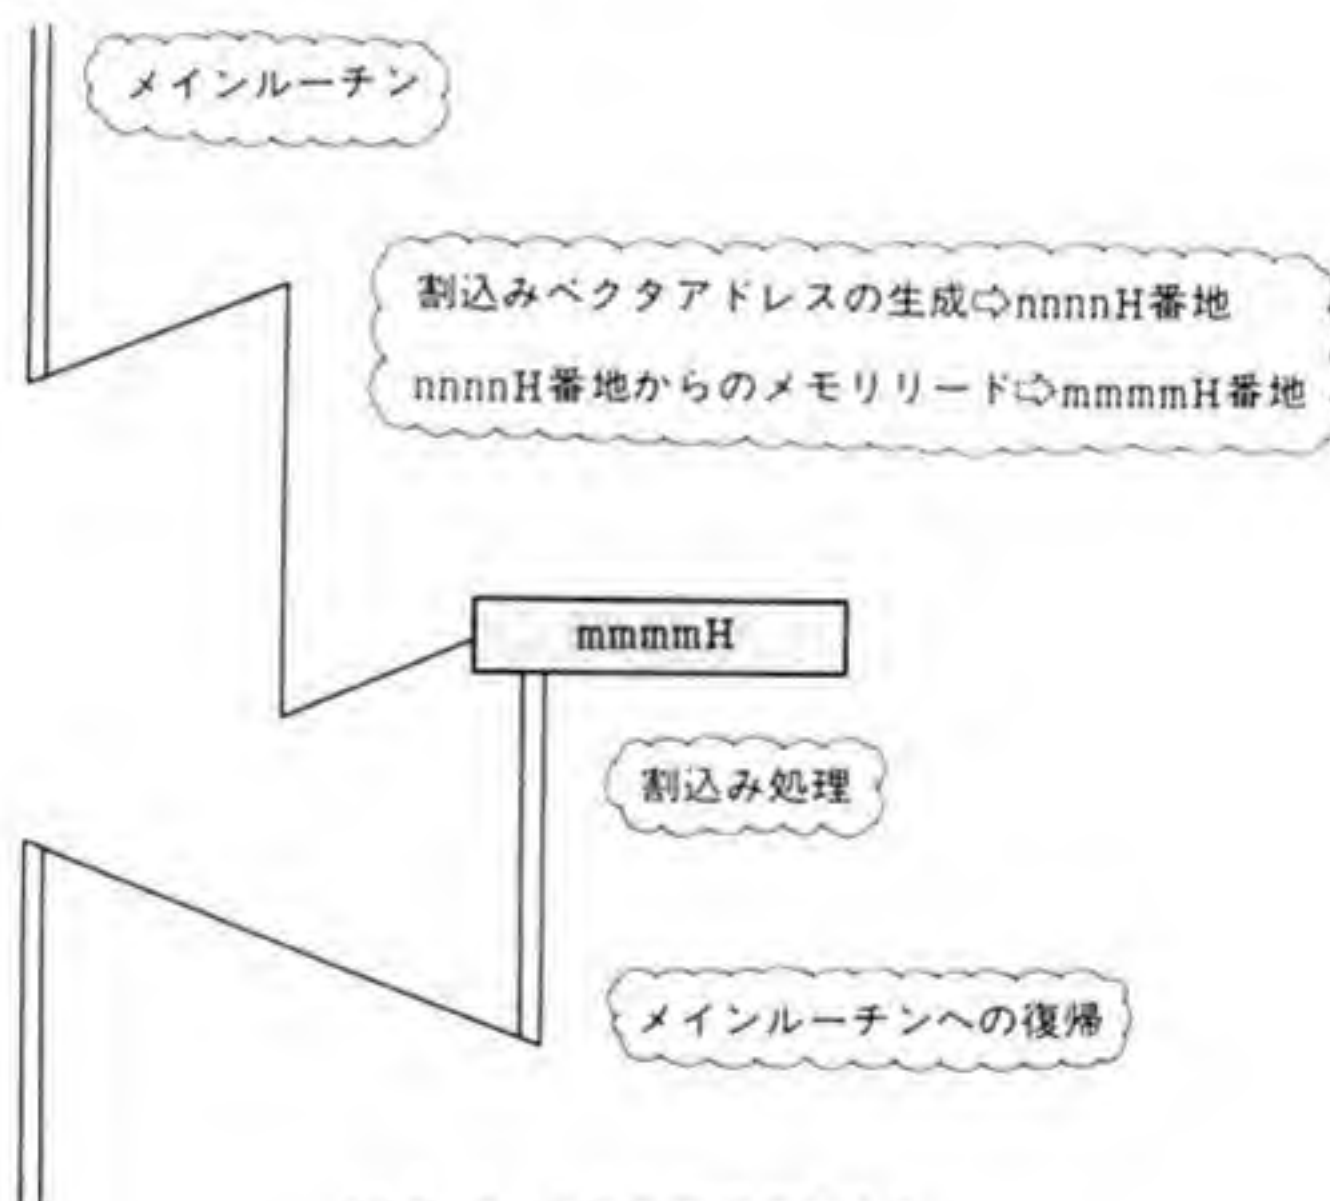 メインルーチン
割込みベクタアドレスの生成⇨nnnnH番地
nnnnH番地からのメモリリード⇨mmmmH番地
mmmmH
割込み処理
メインルーチンへの復帰